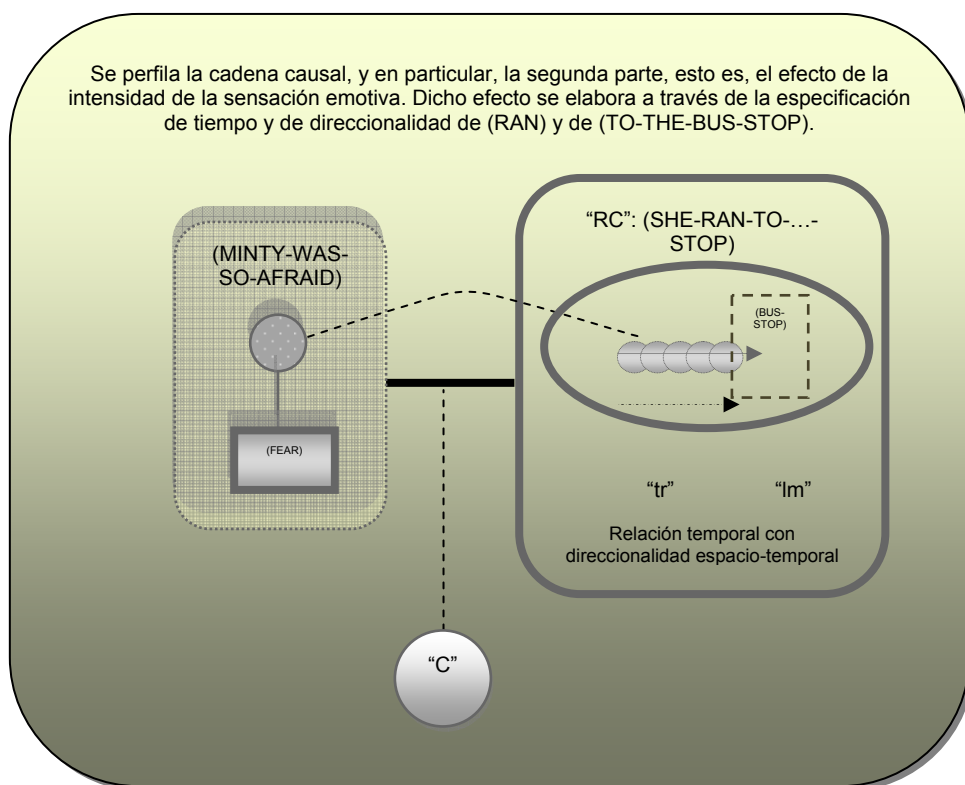 Se perfila la cadena causal, y en particular, la segunda parte, esto es, el efecto de la
intensidad de la sensación emotiva. Dicho efecto se elabora a través de la especificación
de tiempo y de direccionalidad de (RAN) y de (TO-THE-BUS-STOP).
(MINTY-WAS-
SO-AFRAID)
(FEAR)
“RC”: (SHE-RAN-TO-…-
STOP)
(BUS-
STOP)
“tr” “lm”
Relación temporal con
direccionalidad espacio-temporal
“C”